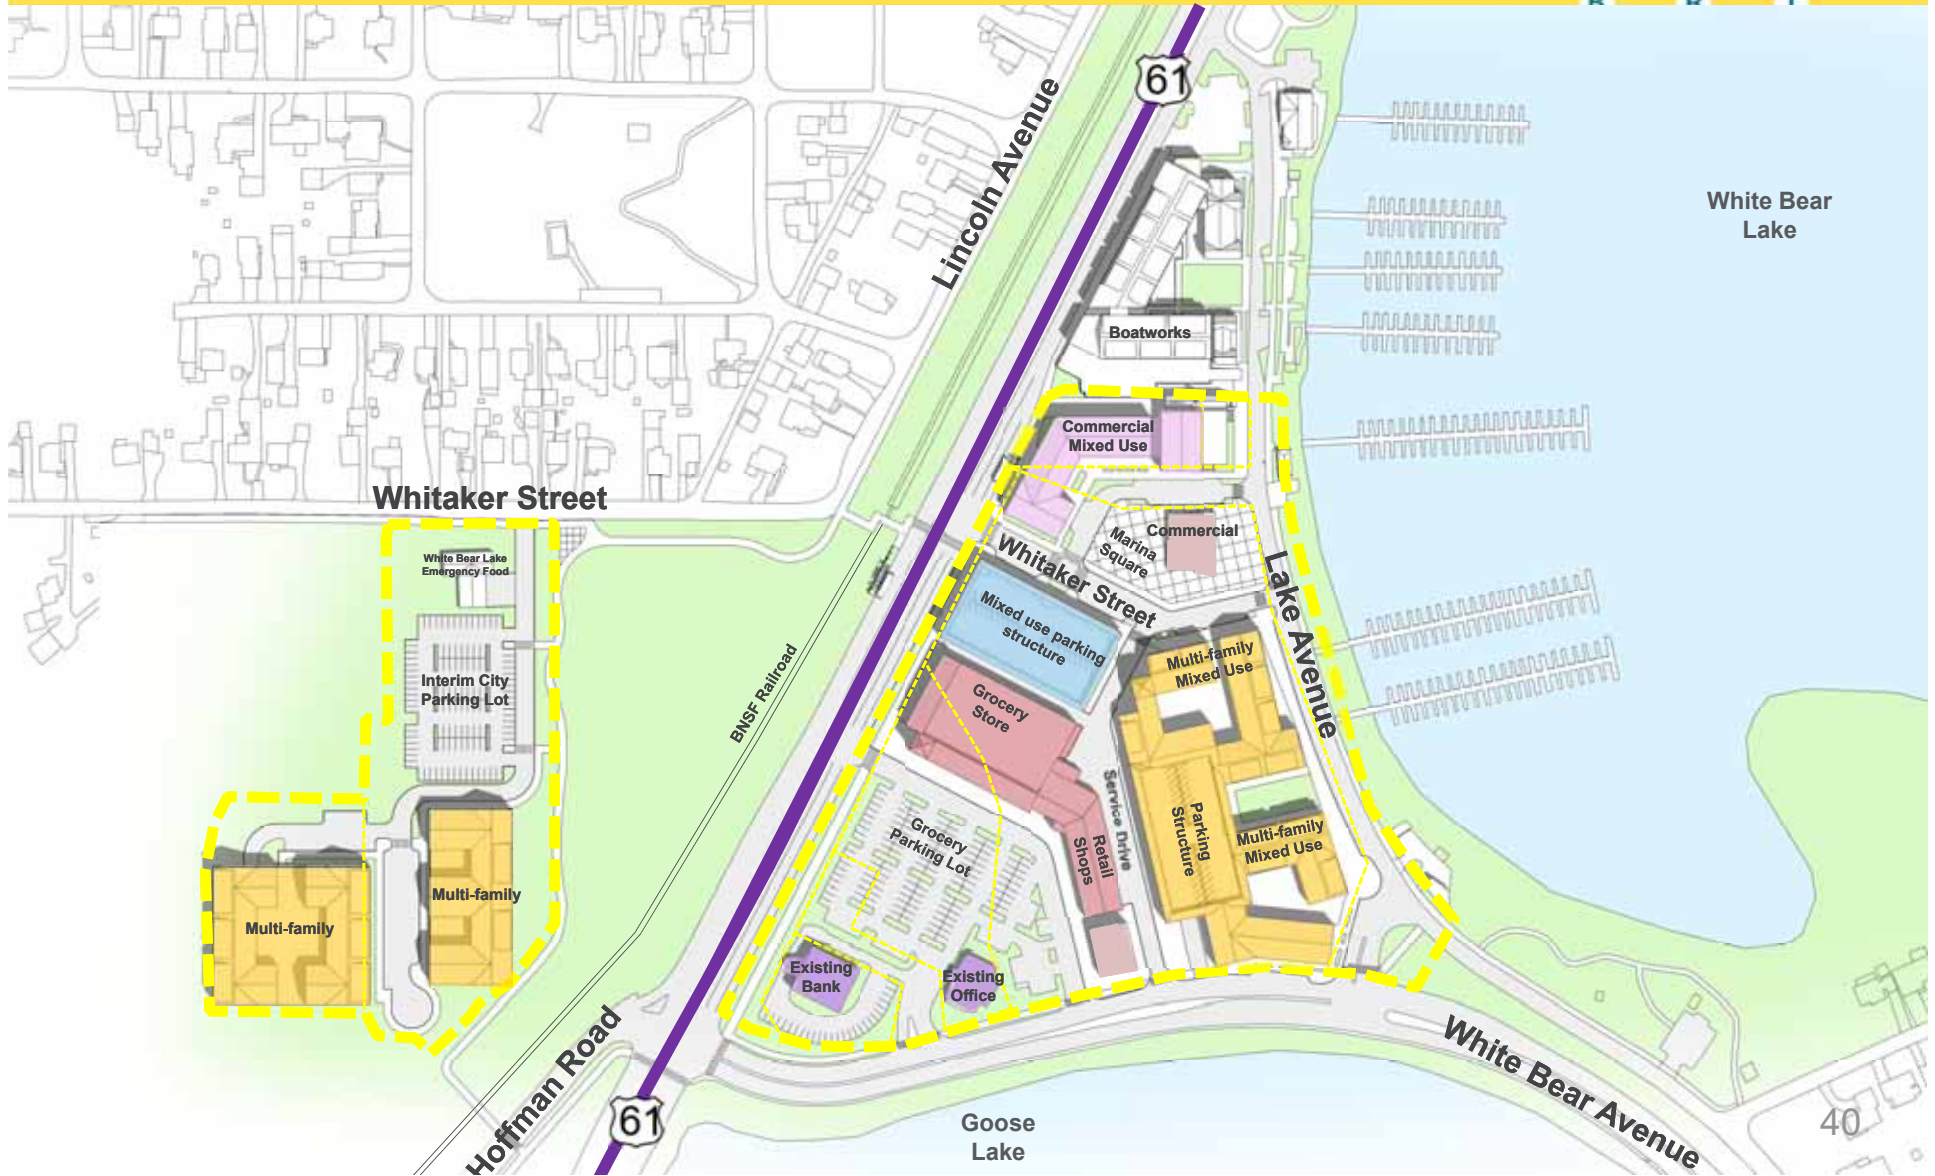 61
Lincoln Avenue
White Bear
Lake
Boatworks
Commercial
Mixed Use
Whitaker Street
Commercial
Marina
Square
White Bear Lake
Emergency Food
Whitaker Street
Lake Avenue
Mixed use parking
structure
Multi-family
Mixed Use
Interim City
Parking Lot
BNSF Railroad
Grocery
Store
Service Drive
Parking
Structure
Grocery
Parking Lot
Retail
Shops
Multi-family
Mixed Use
Multi-family
Multi-family
Existing
Bank
Existing
Office
Hoffman Road
61
Goose
Lake
White Bear Avenue
40